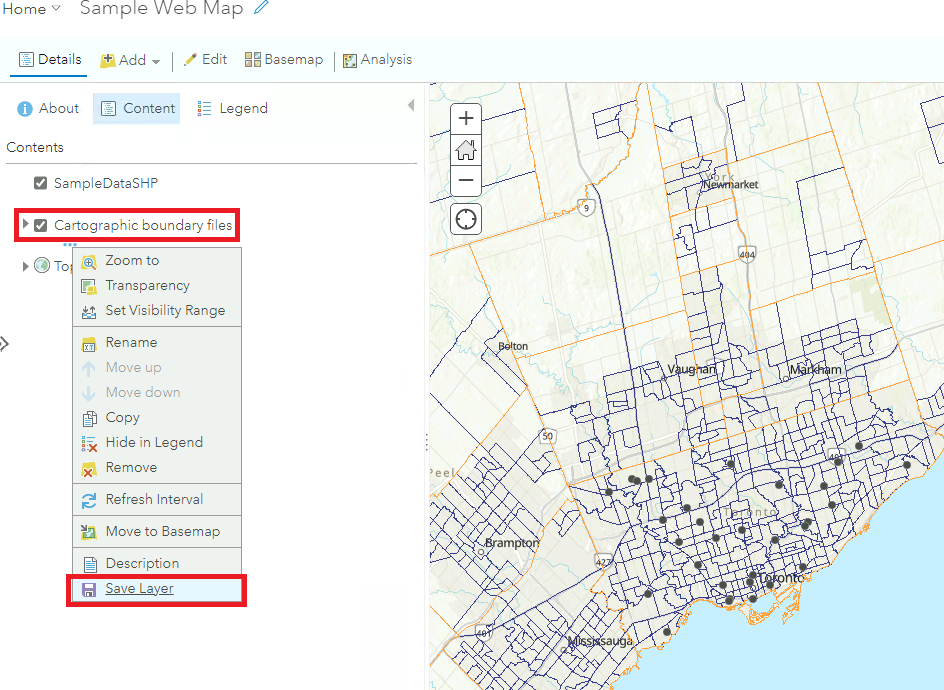 Home Sample Web Map
Details Add Edit Basemap Analysis
About Content Legend
Contents
SampleDataSHP
Cartographic boundary files
Top
Zoom to
Transparency
Set Visibility Range
Rename
Move up
Move down
Copy
Hide in Legend
Remove
Refresh Interval
Move to Basemap
Description
Save Layer
York
Newmarket
9
404
Bolton
Vaughan
Markham
50
Peel
401
Toronto
Brampton
427
Toronto
401
Mississauga